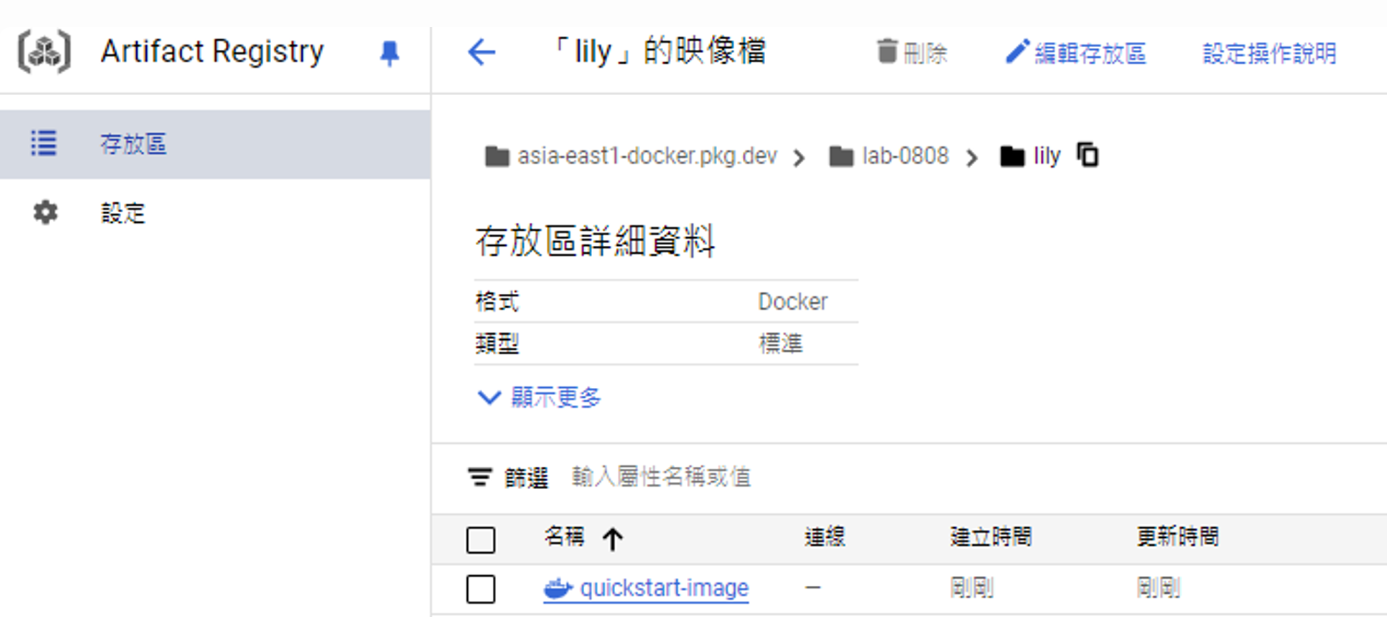 Artifact Registry
「lily」的映像檔
刪除
編輯存放區
設定操作說明
存放區
設定
asia-east1-docker.pkg.dev
lab-0808
lily
存放區詳細資料
格式 Docker
類型 標準
顯示更多
篩選 輸入屬性名稱或值
名稱 連線 建立時間 更新時間
quickstart-image — 剛剛 剛剛